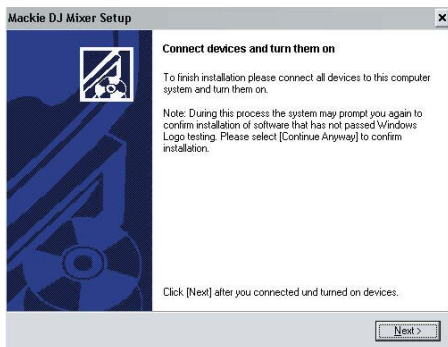 Mackie DJ Mixer Setup
Connect devices and turn them on
To finish installation please connect all devices to this computer
system and turn them on.
Note: During this process the system may prompt you again to
confirm installation of software that has not passed Windows
Logo testing. Please select [Continue Anyway] to confirm
installation.
Click [Next] after you connected und turned on devices.
Next >